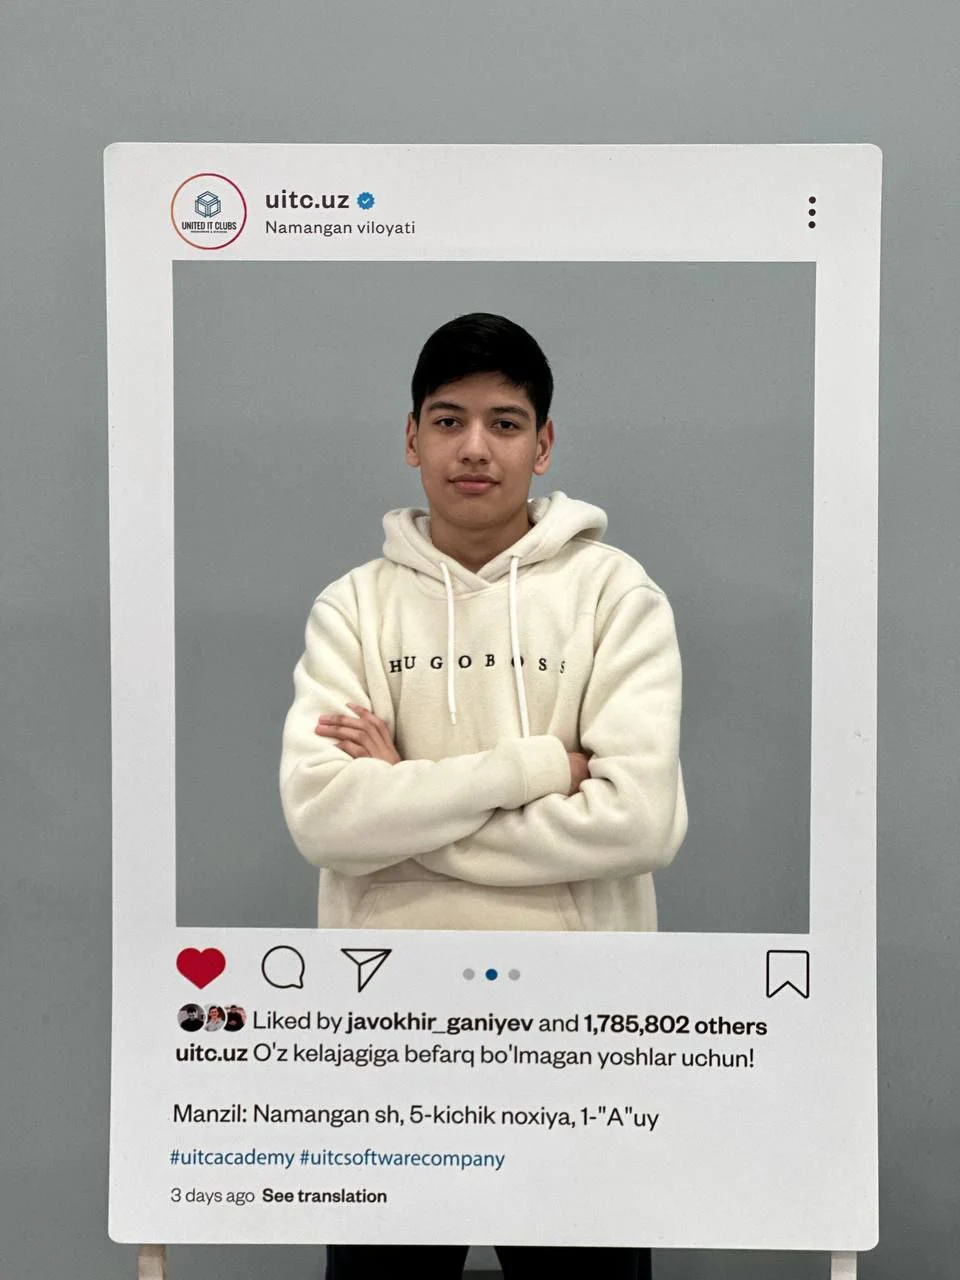 uitc.uz
Namangan viloyati
UNITED IT CLUBS
HUGOBOSS
Liked by javokhir_ganiyev and 1,785,802 others
uitc.uz O'z kelajagiga befarq bo'lmagan yoshlar uchun!
Manzil: Namangan sh, 5-kichik noxiya, 1-"A"uy
#uitcacademy #uitcsoftwarecompany
3 days ago See translation